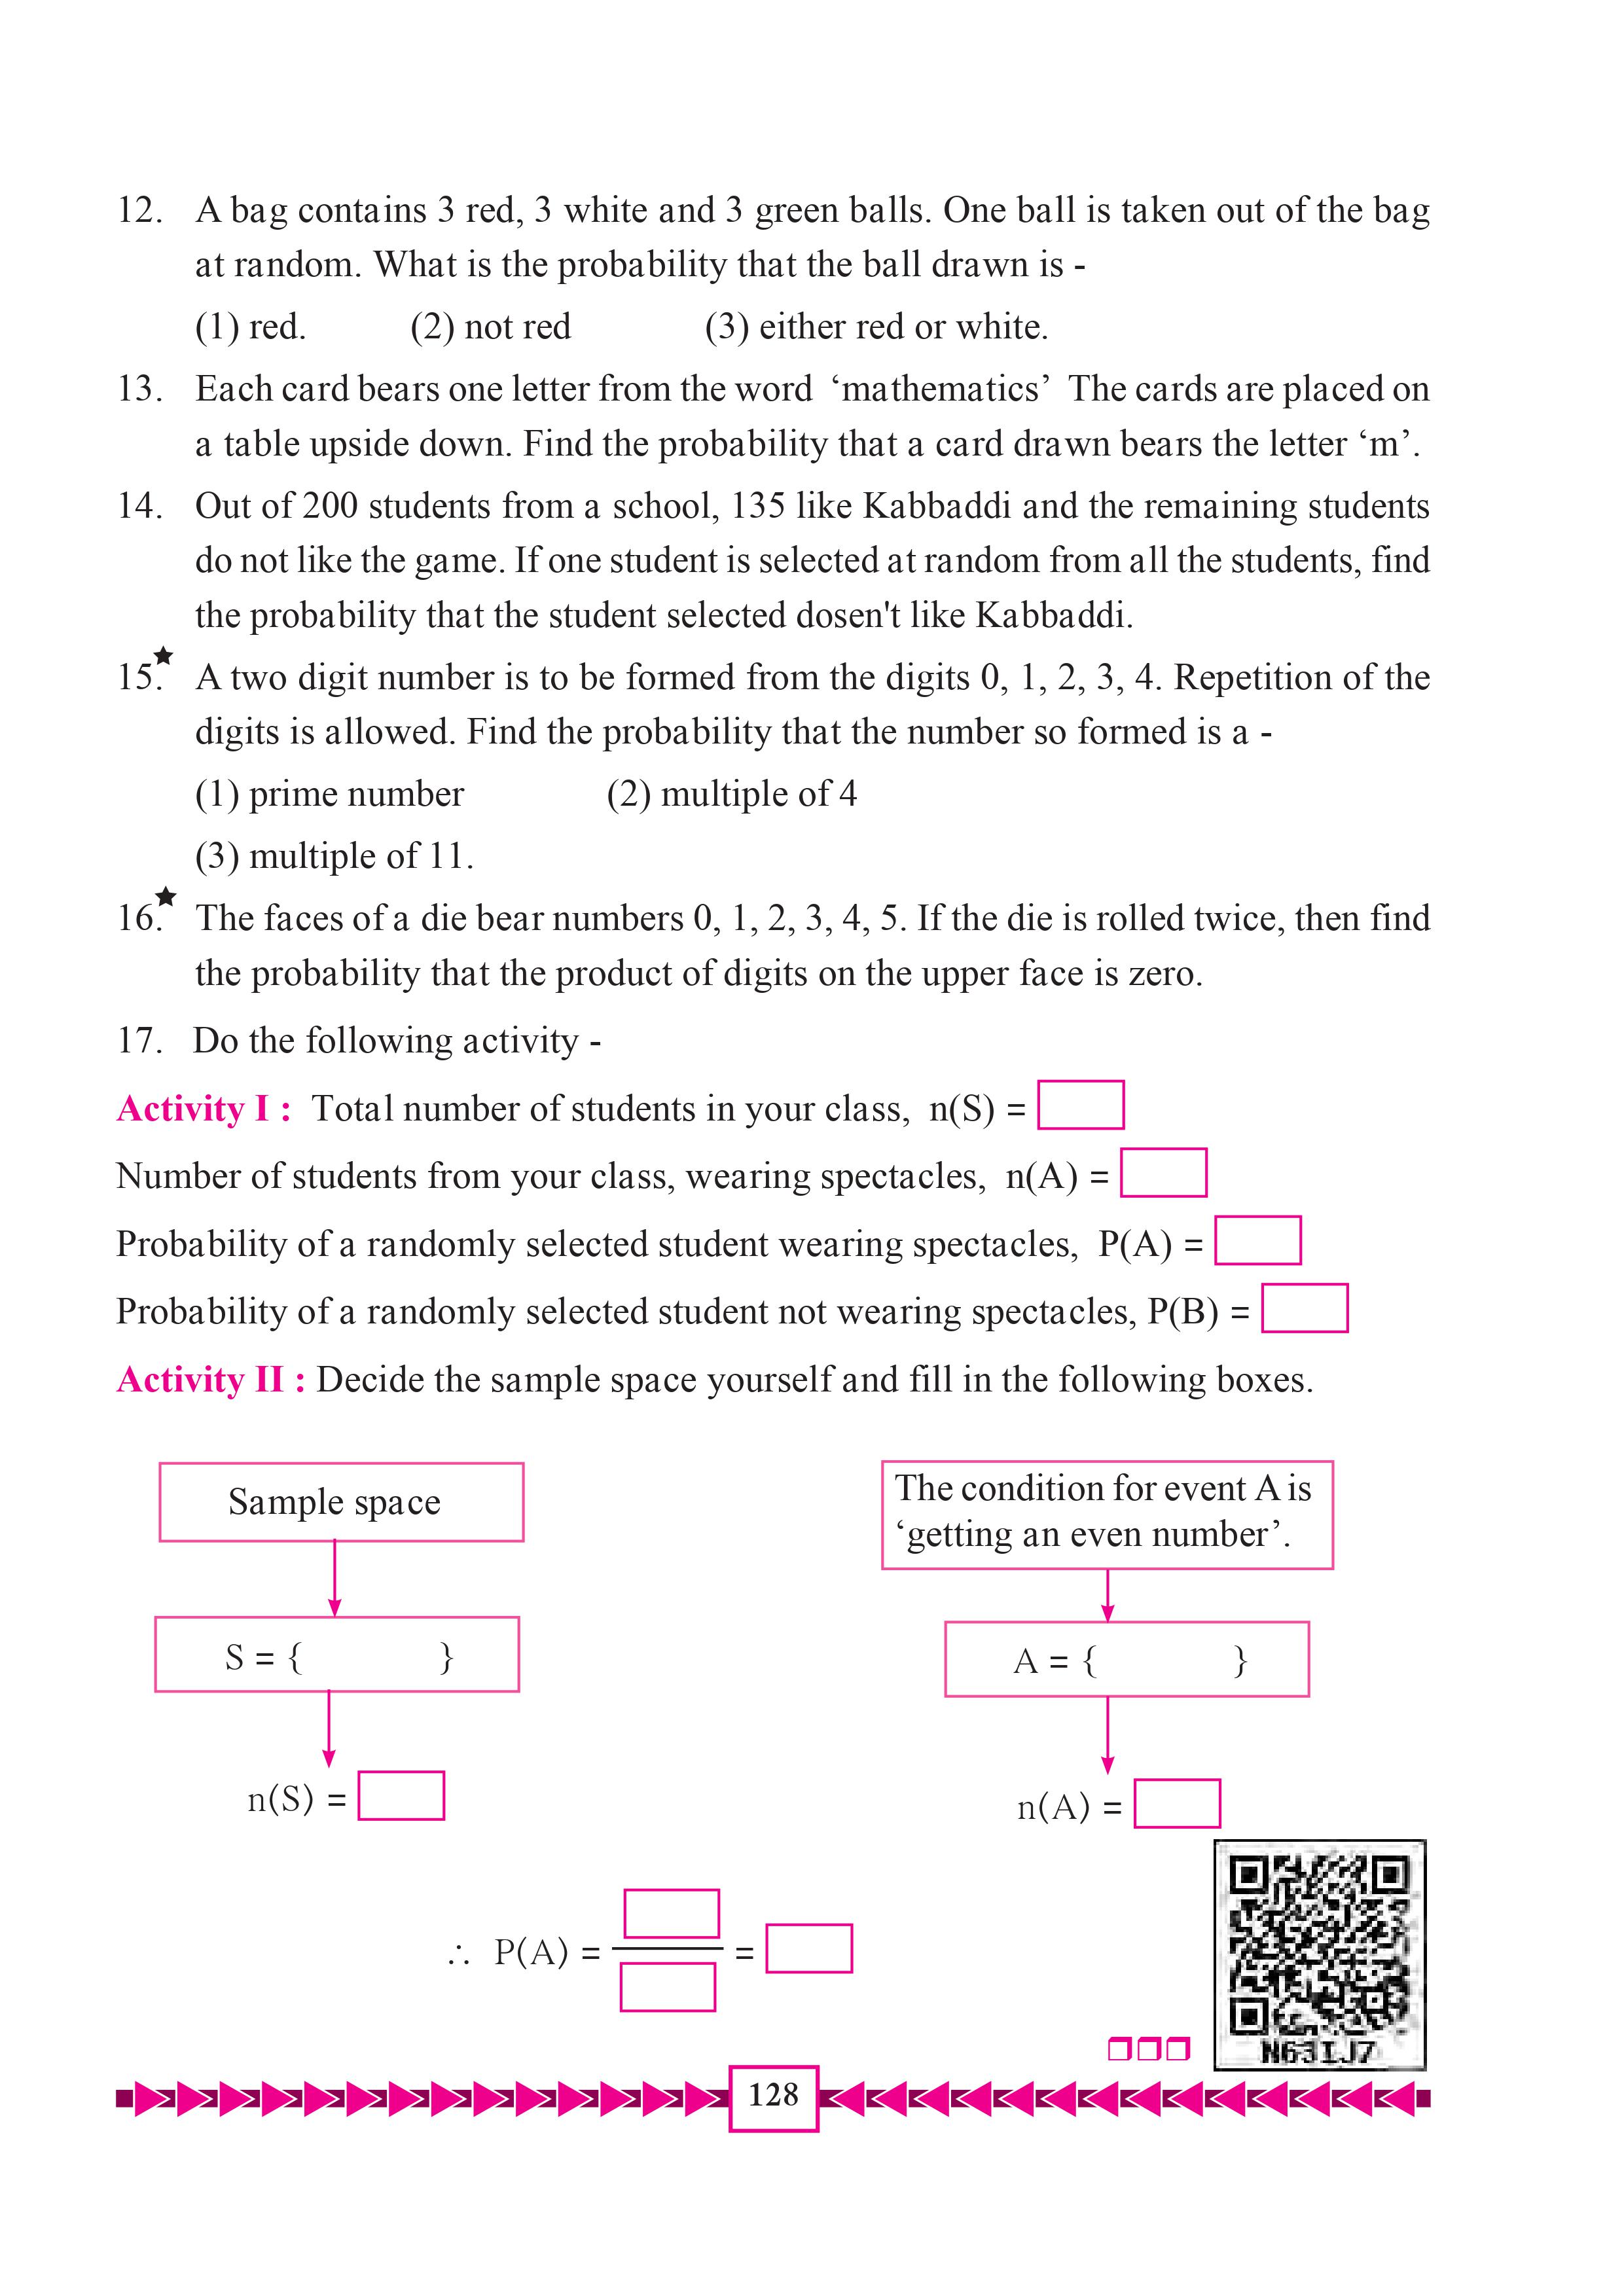 12. A bag contains 3 red, 3 white and 3 green balls. One ball is taken out of the bag
at random. What is the probability that the ball drawn is -
(1) red. (2) not red (3) either red or white.
13. Each card bears one letter from the word ‘mathematics’ The cards are placed on
a table upside down. Find the probability that a card drawn bears the letter ‘m’.
14. Out of 200 students from a school, 135 like Kabbaddi and the remaining students
do not like the game. If one student is selected at random from all the students, find
the probability that the student selected dosen't like Kabbaddi.
15.★ A two digit number is to be formed from the digits 0, 1, 2, 3, 4. Repetition of the
digits is allowed. Find the probability that the number so formed is a -
(1) prime number (2) multiple of 4
(3) multiple of 11.
16.★ The faces of a die bear numbers 0, 1, 2, 3, 4, 5. If the die is rolled twice, then find
the probability that the product of digits on the upper face is zero.
17. Do the following activity -
Activity I : Total number of students in your class, n(S) =
Number of students from your class, wearing spectacles, n(A) =
Probability of a randomly selected student wearing spectacles, P(A) =
Probability of a randomly selected student not wearing spectacles, P(B) =
Activity II : Decide the sample space yourself and fill in the following boxes.
Sample space
The condition for event A is
‘getting an even number’.
S = { }
A = { }
n(S) =
n(A) =
∴ P(A) = =
N63IJ7
128